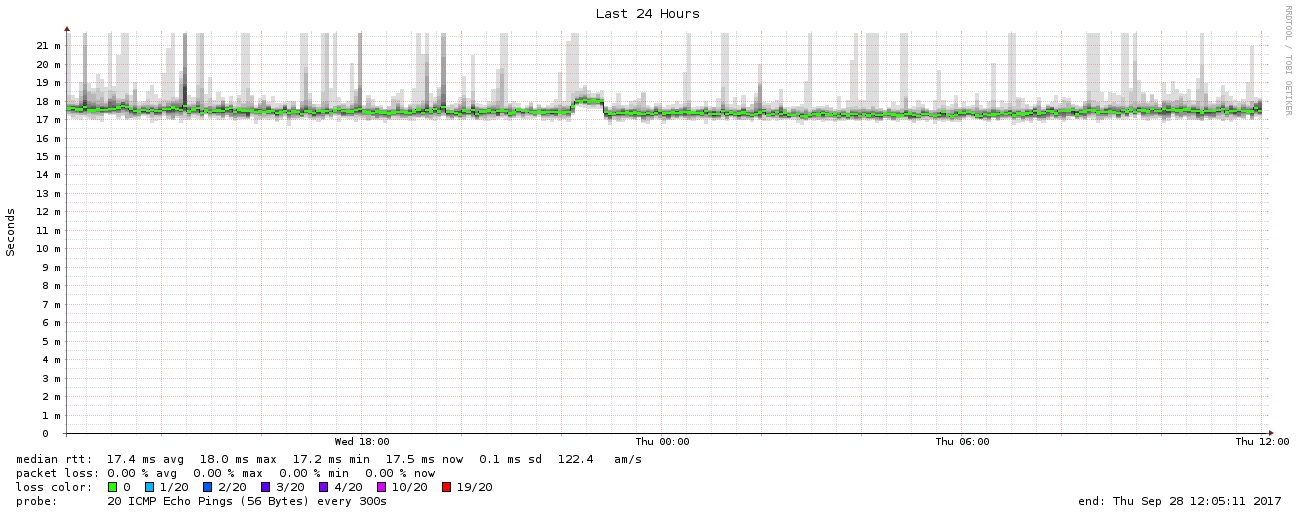 Last 24 Hours
RRDTOOL / TOBI OETIKER
Seconds
21 m
20 m
19 m
18 m
17 m
16 m
15 m
14 m
13 m
12 m
11 m
10 m
9 m
8 m
7 m
6 m
5 m
4 m
3 m
2 m
1 m
0
Wed 18:00 Thu 00:00 Thu 06:00 Thu 12:00
median rtt: 17.4 ms avg 18.0 ms max 17.2 ms min 17.5 ms now 0.1 ms sd 122.4 am/s
packet loss: 0.00 % avg 0.00 % max 0.00 % min 0.00 % now
loss color: 0 1/20 2/20 3/20 4/20 10/20 19/20
probe: 20 ICMP Echo Pings (56 Bytes) every 300s end: Thu Sep 28 12:05:11 2017